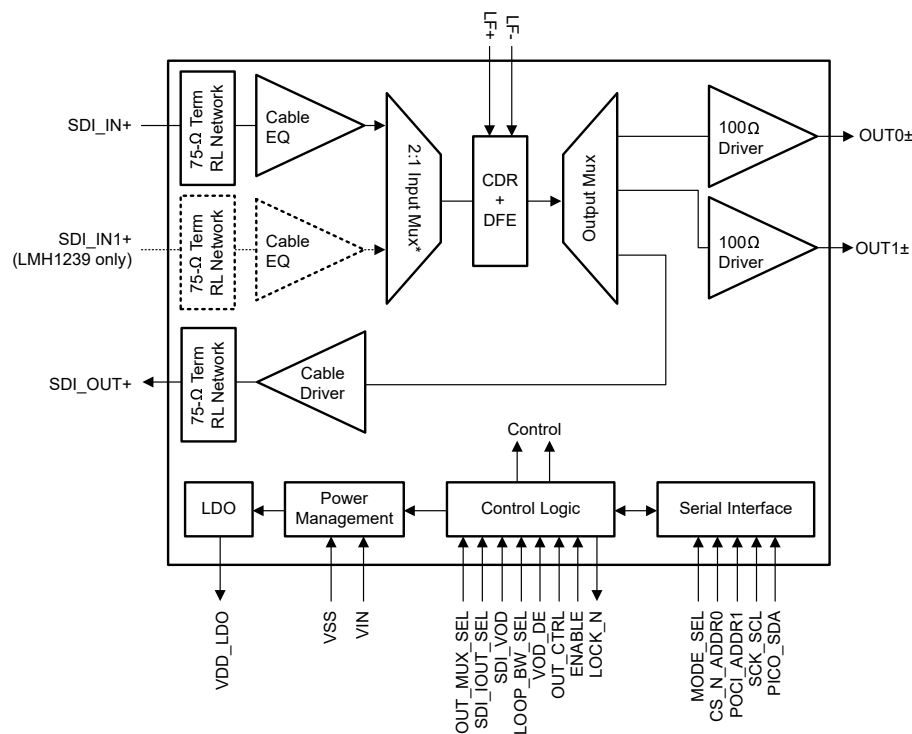 LF+
LF-
SDI_IN+
75-Ω Term
RL Network
Cable
EQ
2:1 Input Mux*
CDR
+
DFE
Output Mux
100Ω
Driver
OUT0±
SDI_IN1+
(LMH1239 only)
75-Ω Term
RL Network
Cable
EQ
100Ω
Driver
OUT1±
SDI_OUT+
75-Ω Term
RL Network
Cable
Driver
Control
LDO
Power
Management
Control Logic
Serial Interface
VDD_LDO
VSS
VIN
OUT_MUX_SEL
SDI_IOUT_SEL
SDI_VOD
LOOP_BW_SEL
VOD_DE
OUT_CTRL
ENABLE
LOCK_N
MODE_SEL
CS_N_ADDR0
POCI_ADDR1
SCK_SCL
PICO_SDA